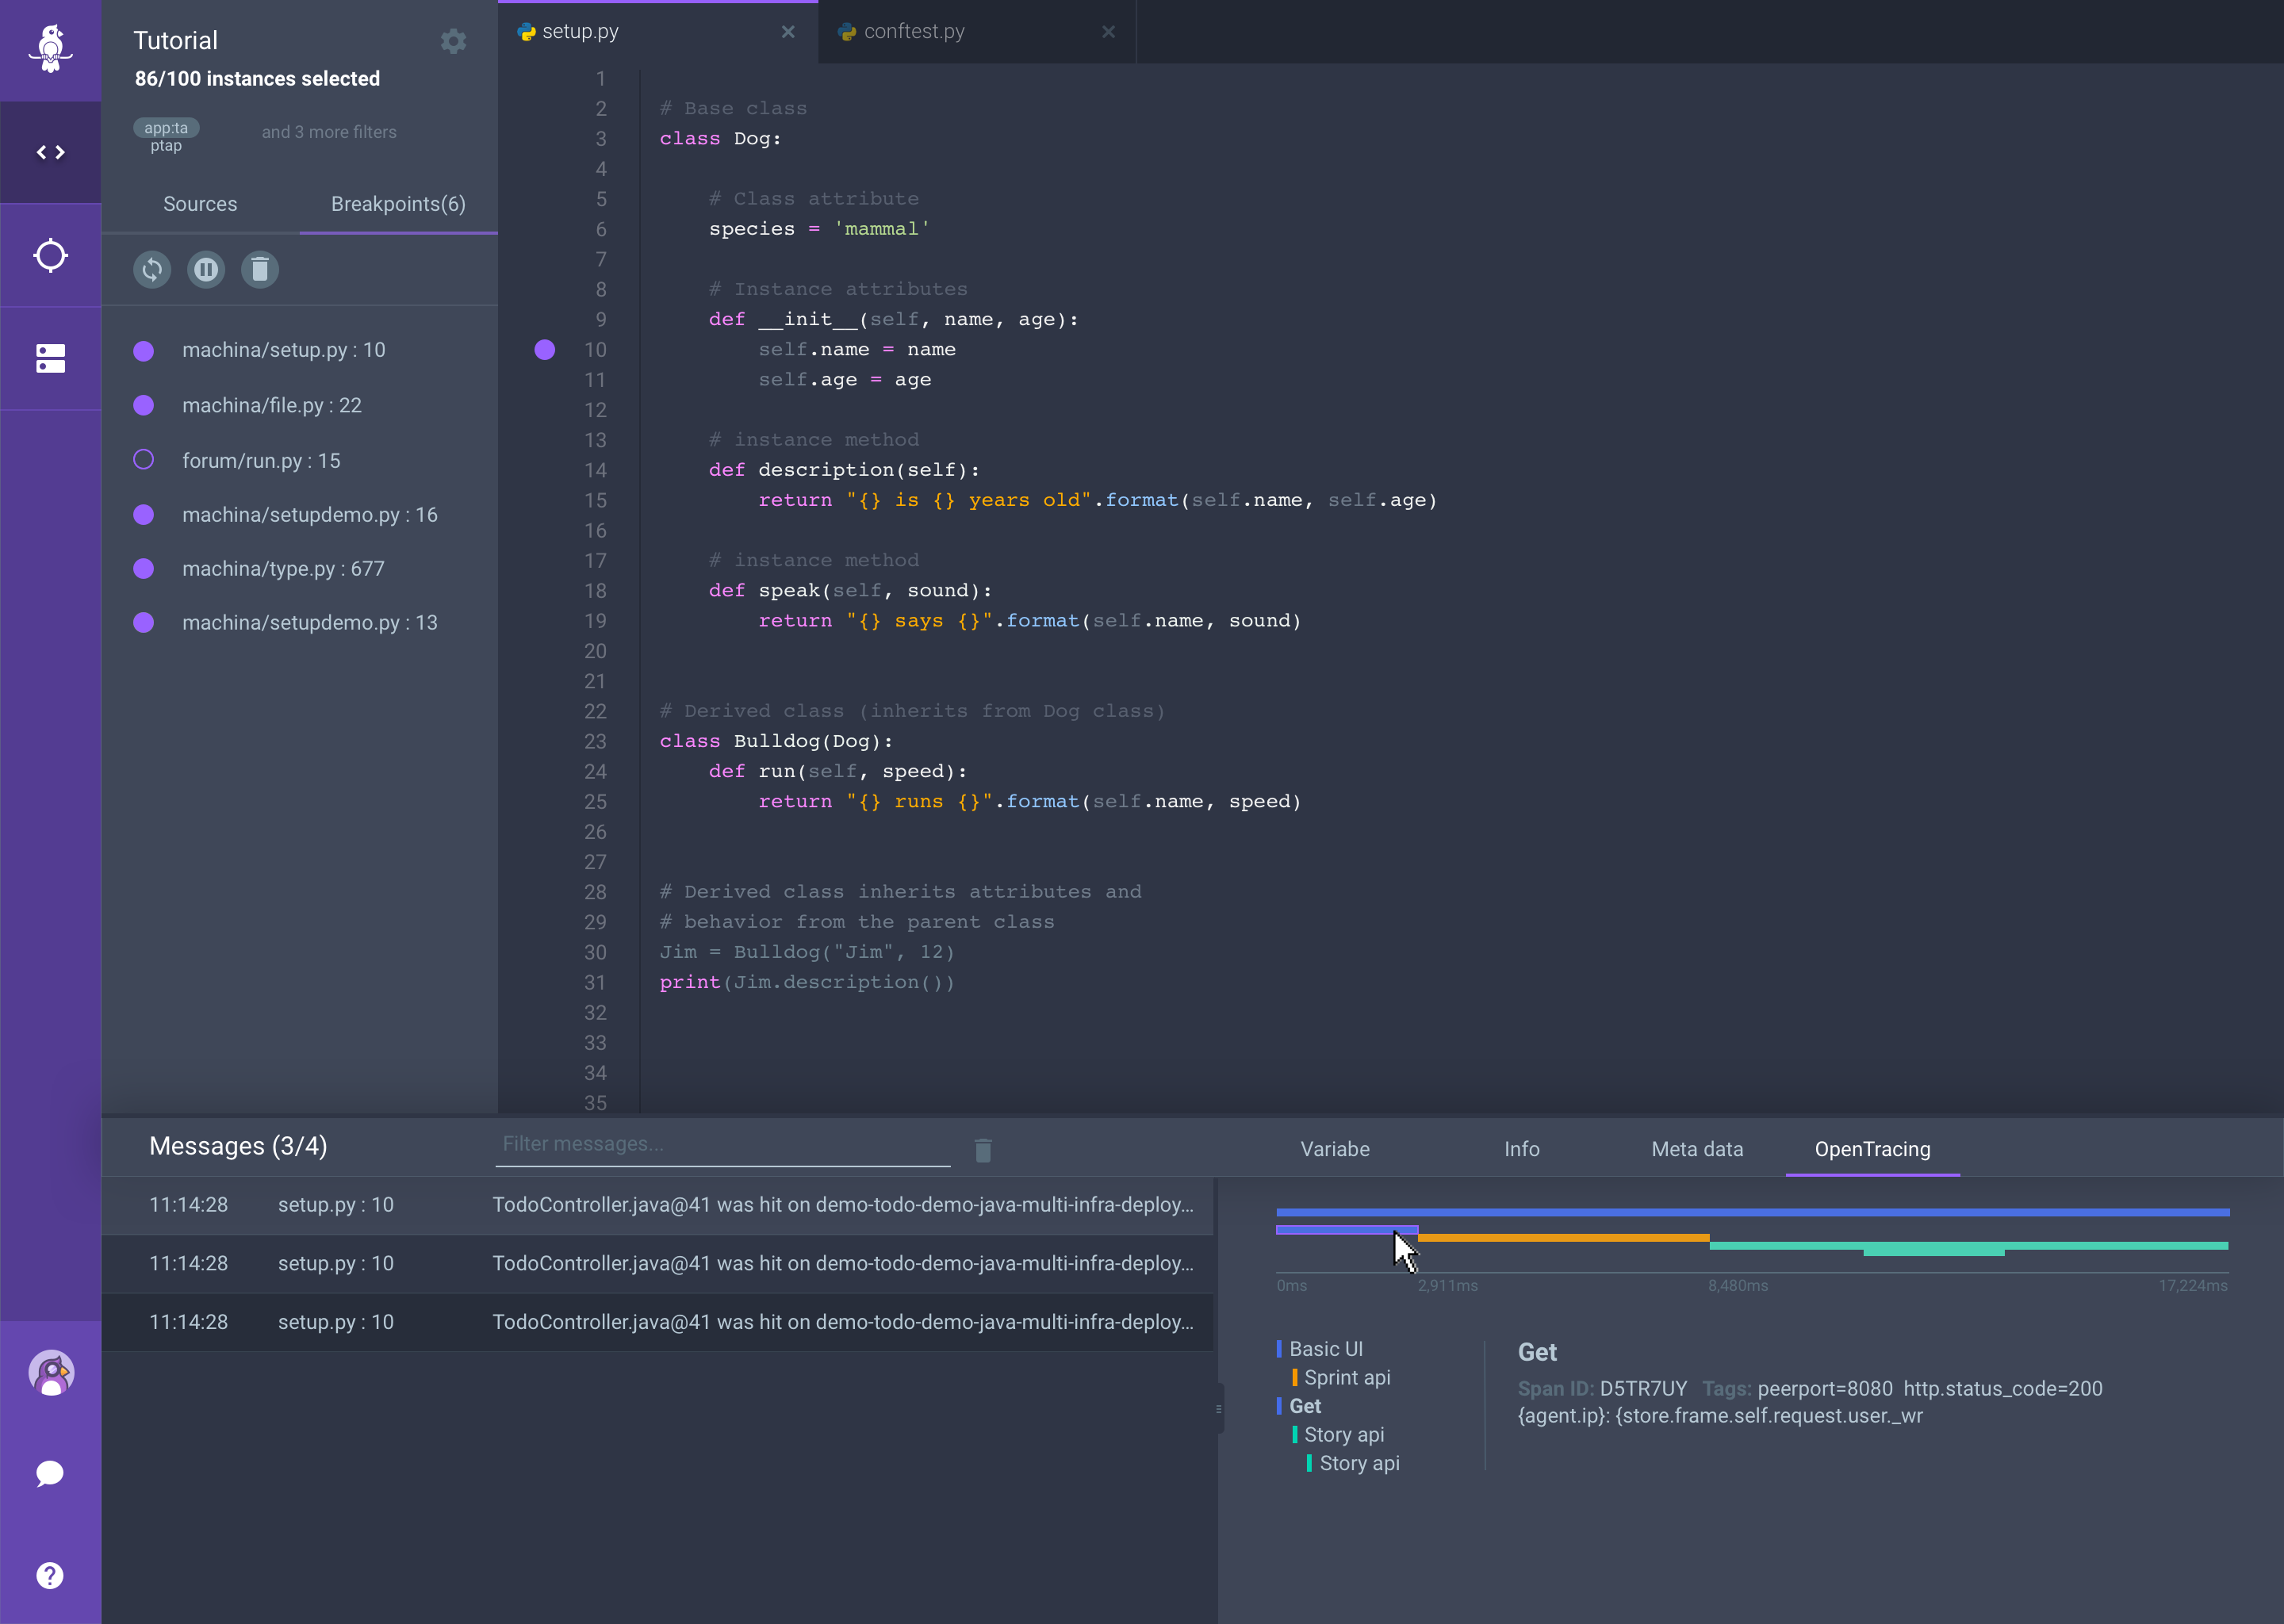 Tutorial
86/100 instances selected
app:ta
ptap
and 3 more filters
Sources
Breakpoints(6)
machina/setup.py : 10
machina/file.py : 22
forum/run.py : 15
machina/setupdemo.py : 16
machina/type.py : 677
machina/setupdemo.py : 13
setup.py
conftest.py
1
2 # Base class
3 class Dog:
4
5 # Class attribute
6 species = 'mammal'
7
8 # Instance attributes
9 def __init__(self, name, age):
10 self.name = name
11 self.age = age
12
13 # instance method
14 def description(self):
15 return "{} is {} years old".format(self.name, self.age)
16
17 # instance method
18 def speak(self, sound):
19 return "{} says {}".format(self.name, sound)
20
21
22 # Derived class (inherits from Dog class)
23 class Bulldog(Dog):
24 def run(self, speed):
25 return "{} runs {}".format(self.name, speed)
26
27
28 # Derived class inherits attributes and
29 # behavior from the parent class
30 Jim = Bulldog("Jim", 12)
31 print(Jim.description())
32
33
34
35
Messages (3/4)
Filter messages...
11:14:28 setup.py : 10 TodoController.java@41 was hit on demo-todo-demo-java-multi-infra-deploy...
11:14:28 setup.py : 10 TodoController.java@41 was hit on demo-todo-demo-java-multi-infra-deploy...
11:14:28 setup.py : 10 TodoController.java@41 was hit on demo-todo-demo-java-multi-infra-deploy...
Variabe
Info
Meta data
OpenTracing
0ms 2,911ms 8,480ms 17,224ms
Basic UI
Sprint api
Get
Story api
Story api
Get
Span ID: D5TR7UY Tags: peerport=8080 http.status_code=200
{agent.ip}: {store.frame.self.request.user._wr